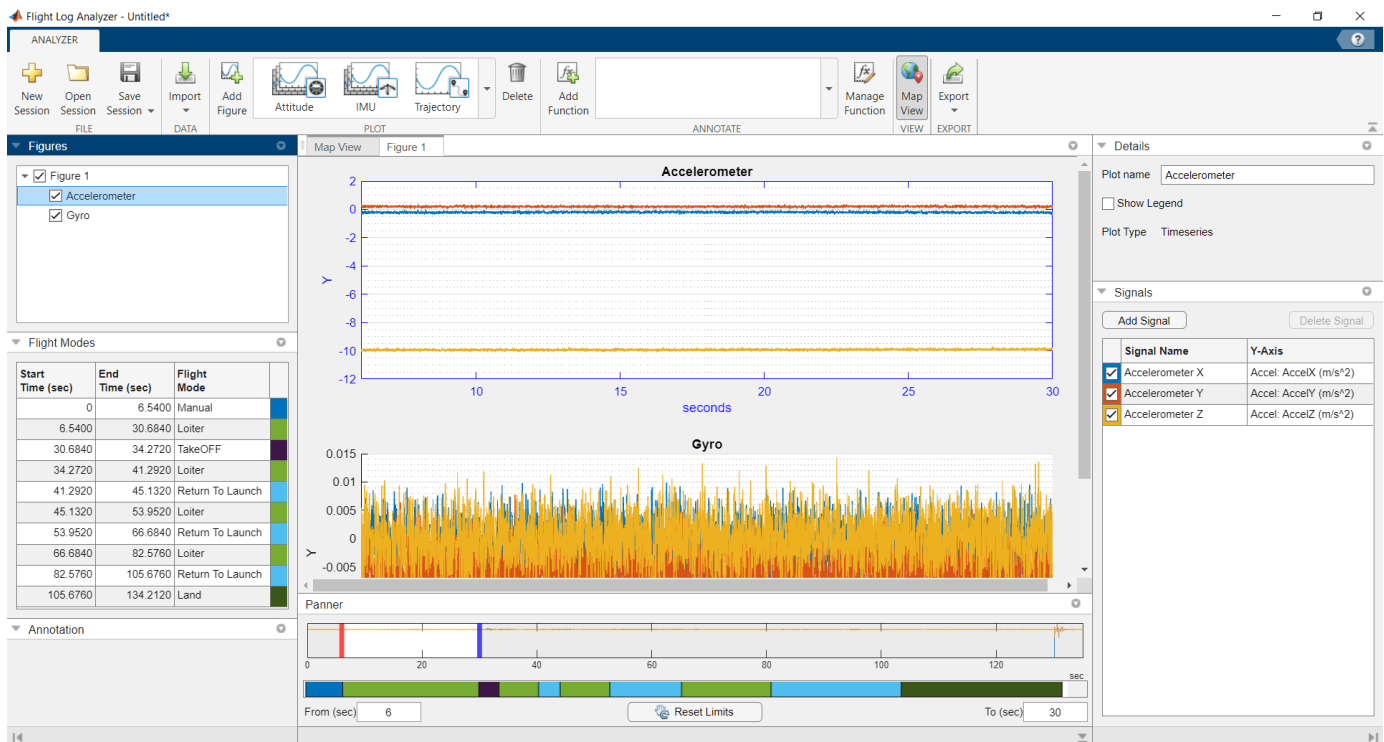 Flight Log Analyzer - Untitled*
ANALYZER
?
New Session
Open Session
Save Session
Import
Add Figure
Attitude
IMU
Trajectory
Delete
Add Function
Manage Function
Map View
Export
FILE
DATA
PLOT
ANNOTATE
VIEW
EXPORT
Figures
Figure 1
Accelerometer
Gyro
Flight Modes
Start Time (sec) End Time (sec) Flight Mode
0 6.5400 Manual
6.5400 30.6840 Loiter
30.6840 34.2720 TakeOFF
34.2720 41.2920 Loiter
41.2920 45.1320 Return To Launch
45.1320 53.9520 Loiter
53.9520 66.6840 Return To Launch
66.6840 82.5760 Loiter
82.5760 105.6760 Return To Launch
105.6760 134.2120 Land
Annotation
Map View Figure 1
Accelerometer
2
0
-2
-4
-6
-8
-10
-12
Y
10 15 20 25 30
seconds
Gyro
0.015
0.01
0.005
0
-0.005
Y
Panner
0 20 40 60 80 100 120
sec
From (sec) 6
Reset Limits
To (sec) 30
Details
Plot name Accelerometer
Show Legend
Plot Type Timeseries
Signals
Add Signal Delete Signal
Signal Name Y-Axis
Accelerometer X Accel: AccelX (m/s^2)
Accelerometer Y Accel: AccelY (m/s^2)
Accelerometer Z Accel: AccelZ (m/s^2)